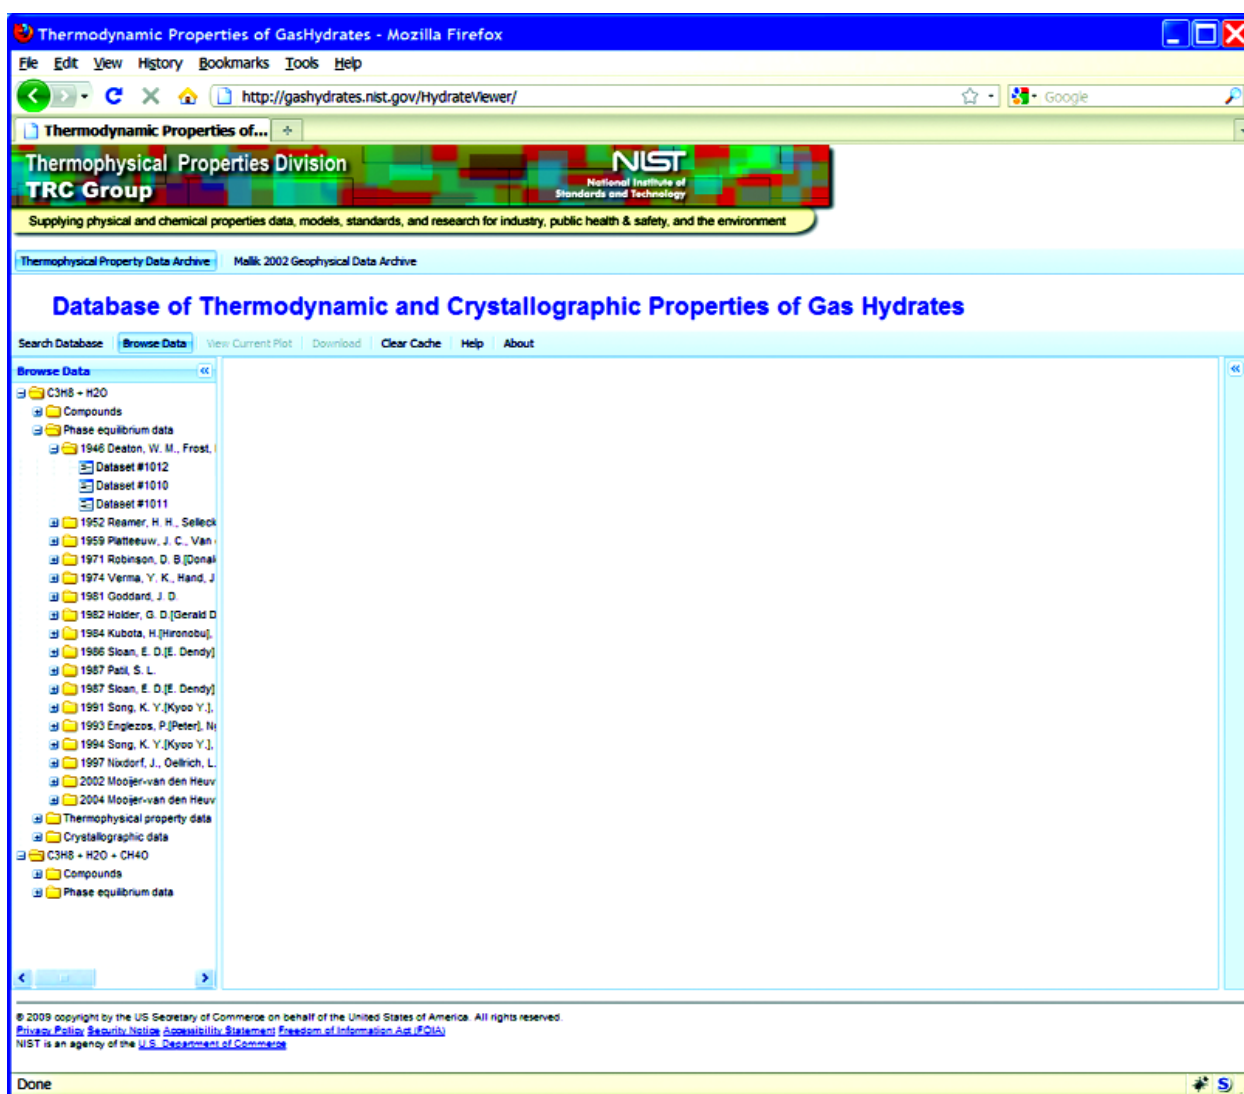 Thermodynamic Properties of GasHydrates - Mozilla Firefox
File Edit View History Bookmarks Tools Help
http://gashydrates.nist.gov/HydrateViewer/
Google
Thermodynamic Properties of...
Thermophysical Properties Division
TRC Group
NIST
National Institute of
Standards and Technology
Supplying physical and chemical properties data, models, standards, and research for industry, public health & safety, and the environment
Thermophysical Property Data Archive Mallik 2002 Geophysical Data Archive
Database of Thermodynamic and Crystallographic Properties of Gas Hydrates
Search Database Browse Data View Current Plot Download Clear Cache Help About
Browse Data
C3H8 + H2O
Compounds
Phase equilibrium data
1946 Deaton, W. M., Frost,
Dataset #1012
Dataset #1010
Dataset #1011
1952 Reamer, H. H., Selleck
1959 Platteeuw, J. C., Van
1971 Robinson, D. B.[Donal
1974 Verma, Y. K., Hand, J
1981 Goddard, J. D.
1982 Holder, G. D.[Gerald D
1984 Kubota, H.[Hironobu],
1986 Sloan, E. D.[E. Dendy]
1987 Patil, S. L.
1987 Sloan, E. D.[E. Dendy]
1991 Song, K. Y.[Kyoo Y.],
1993 Englezos, P.[Peter], N
1994 Song, K. Y.[Kyoo Y.],
1997 Nixdorf, J., Oellrich, L.
2002 Mooijer-van den Heuv
2004 Mooijer-van den Heuv
Thermophysical property data
Crystallographic data
C3H8 + H2O + CH4O
Compounds
Phase equilibrium data
© 2009 copyright by the US Secretary of Commerce on behalf of the United States of America. All rights reserved.
Privacy Policy Security Notice Accessibility Statement Freedom of Information Act (FOIA)
NIST is an agency of the U.S. Department of Commerce
Done